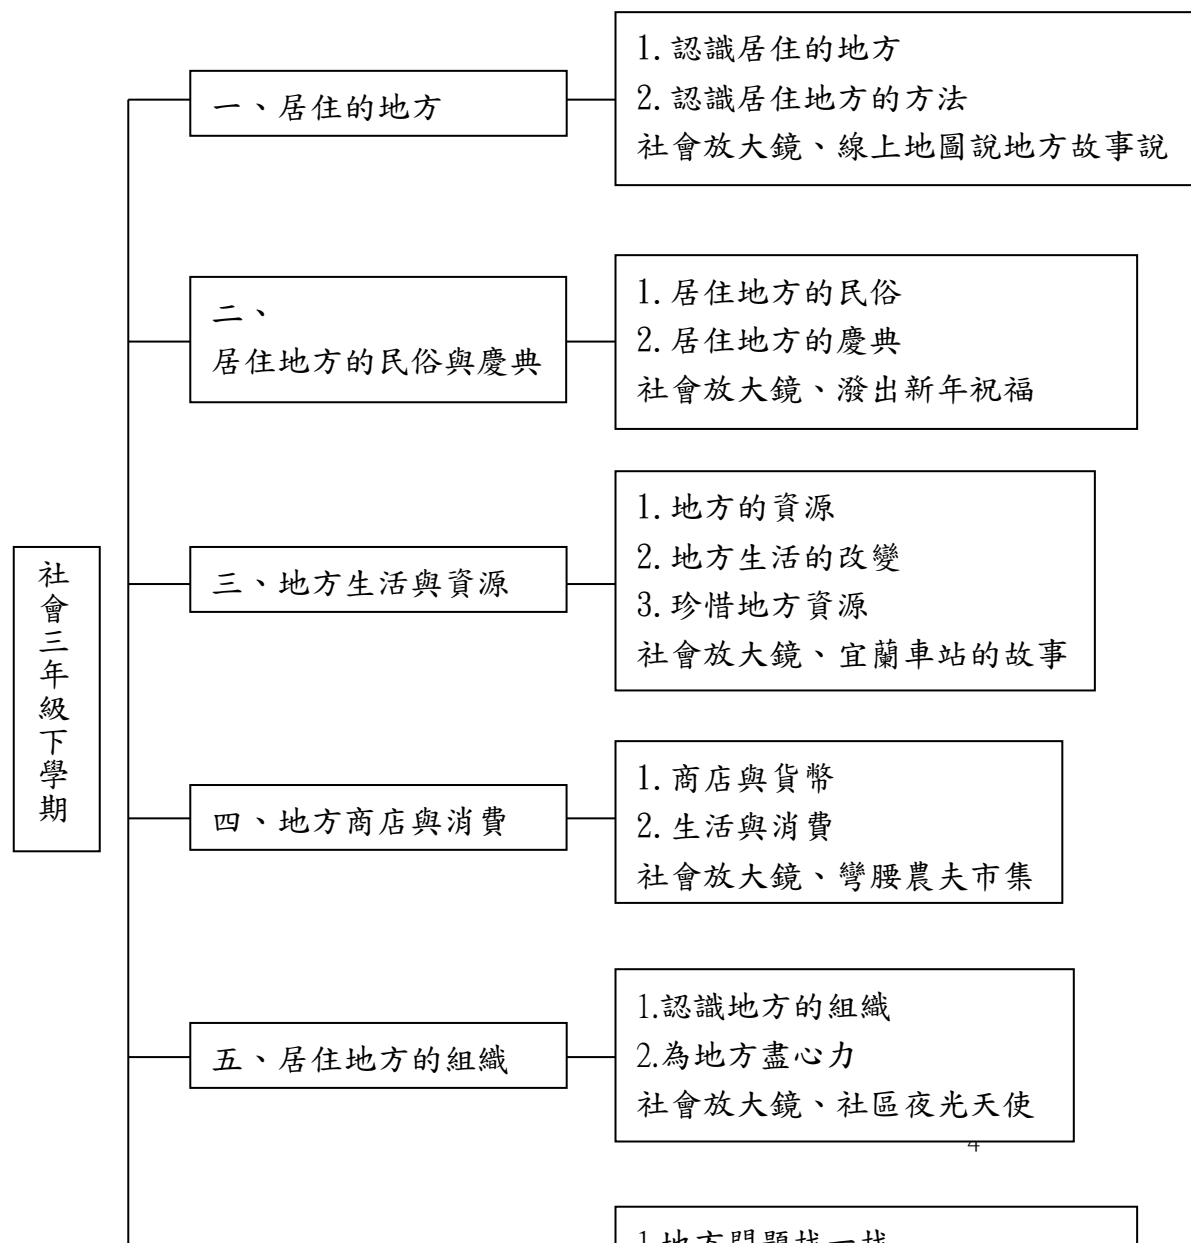 社會三年級下學期
一、居住的地方
1.認識居住的地方
2.認識居住地方的方法
社會放大鏡、線上地圖說地方故事說
二、
居住地方的民俗與慶典
1.居住地方的民俗
2.居住地方的慶典
社會放大鏡、潑出新年祝福
三、地方生活與資源
1.地方的資源
2.地方生活的改變
3.珍惜地方資源
社會放大鏡、宜蘭車站的故事
四、地方商店與消費
1.商店與貨幣
2.生活與消費
社會放大鏡、彎腰農夫市集
五、居住地方的組織
1.認識地方的組織
2.為地方盡心力
社會放大鏡、社區夜光天使
4
1.地方問題找一找